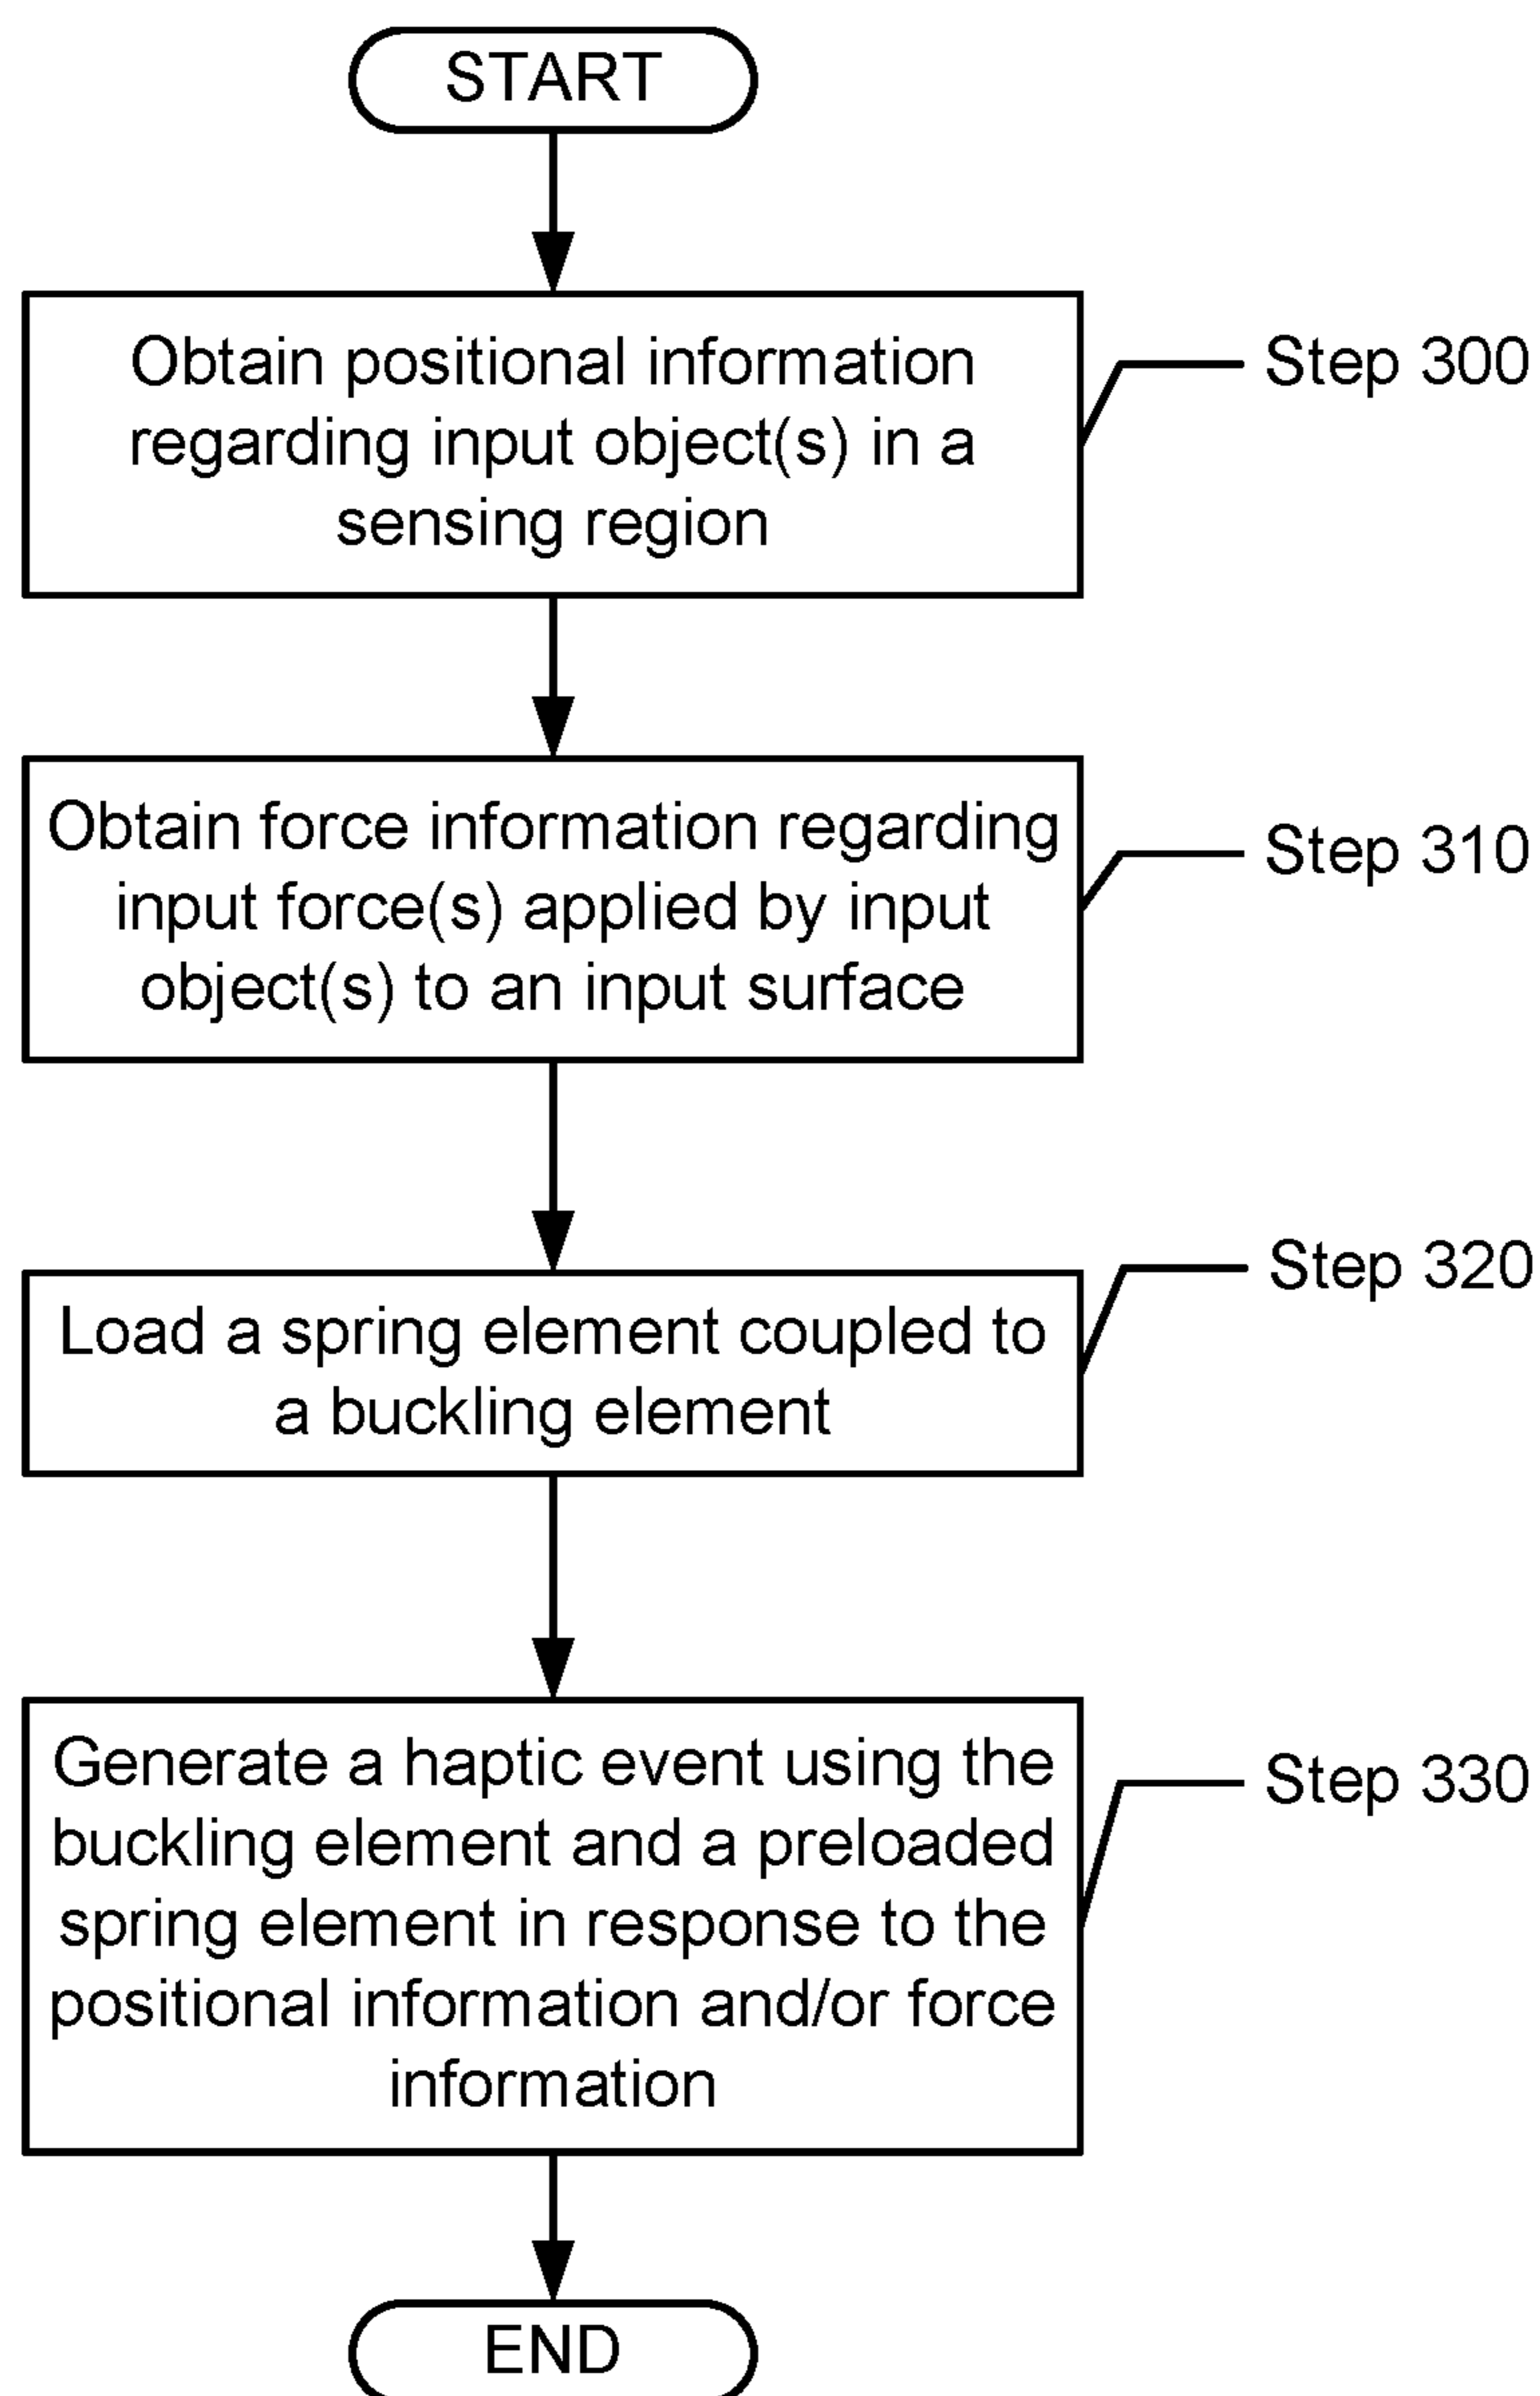 START
Obtain positional information
regarding input object(s) in a
sensing region
Step 300
Obtain force information regarding
input force(s) applied by input
object(s) to an input surface
Step 310
Load a spring element coupled to
a buckling element
Step 320
Generate a haptic event using the
buckling element and a preloaded
spring element in response to the
positional information and/or force
information
Step 330
END